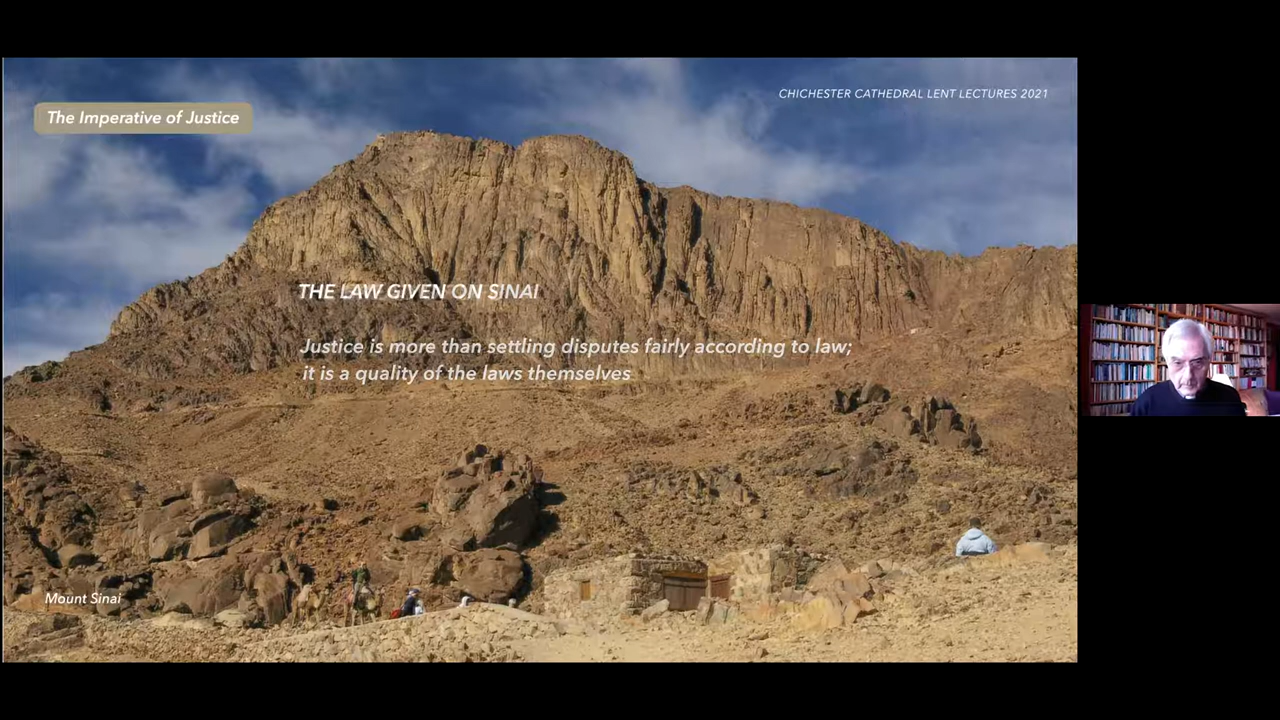 The Imperative of Justice
CHICHESTER CATHEDRAL LENT LECTURES 2021
THE LAW GIVEN ON SINAI
Justice is more than settling disputes fairly according to law;
it is a quality of the laws themselves
Mount Sinai